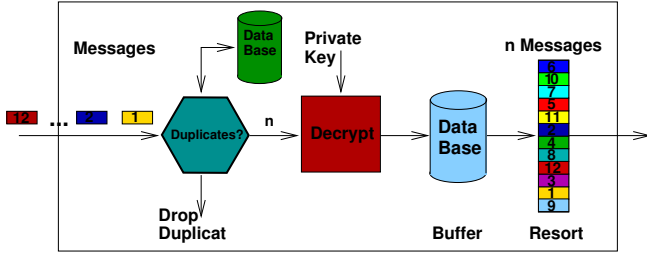 Messages
Data
Base
Private
Key
n Messages
12 ... 2 1
Duplicates?
n
Decrypt
Data
Base
6
10
7
5
11
2
4
8
12
3
1
9
Drop
Duplicat
Buffer
Resort